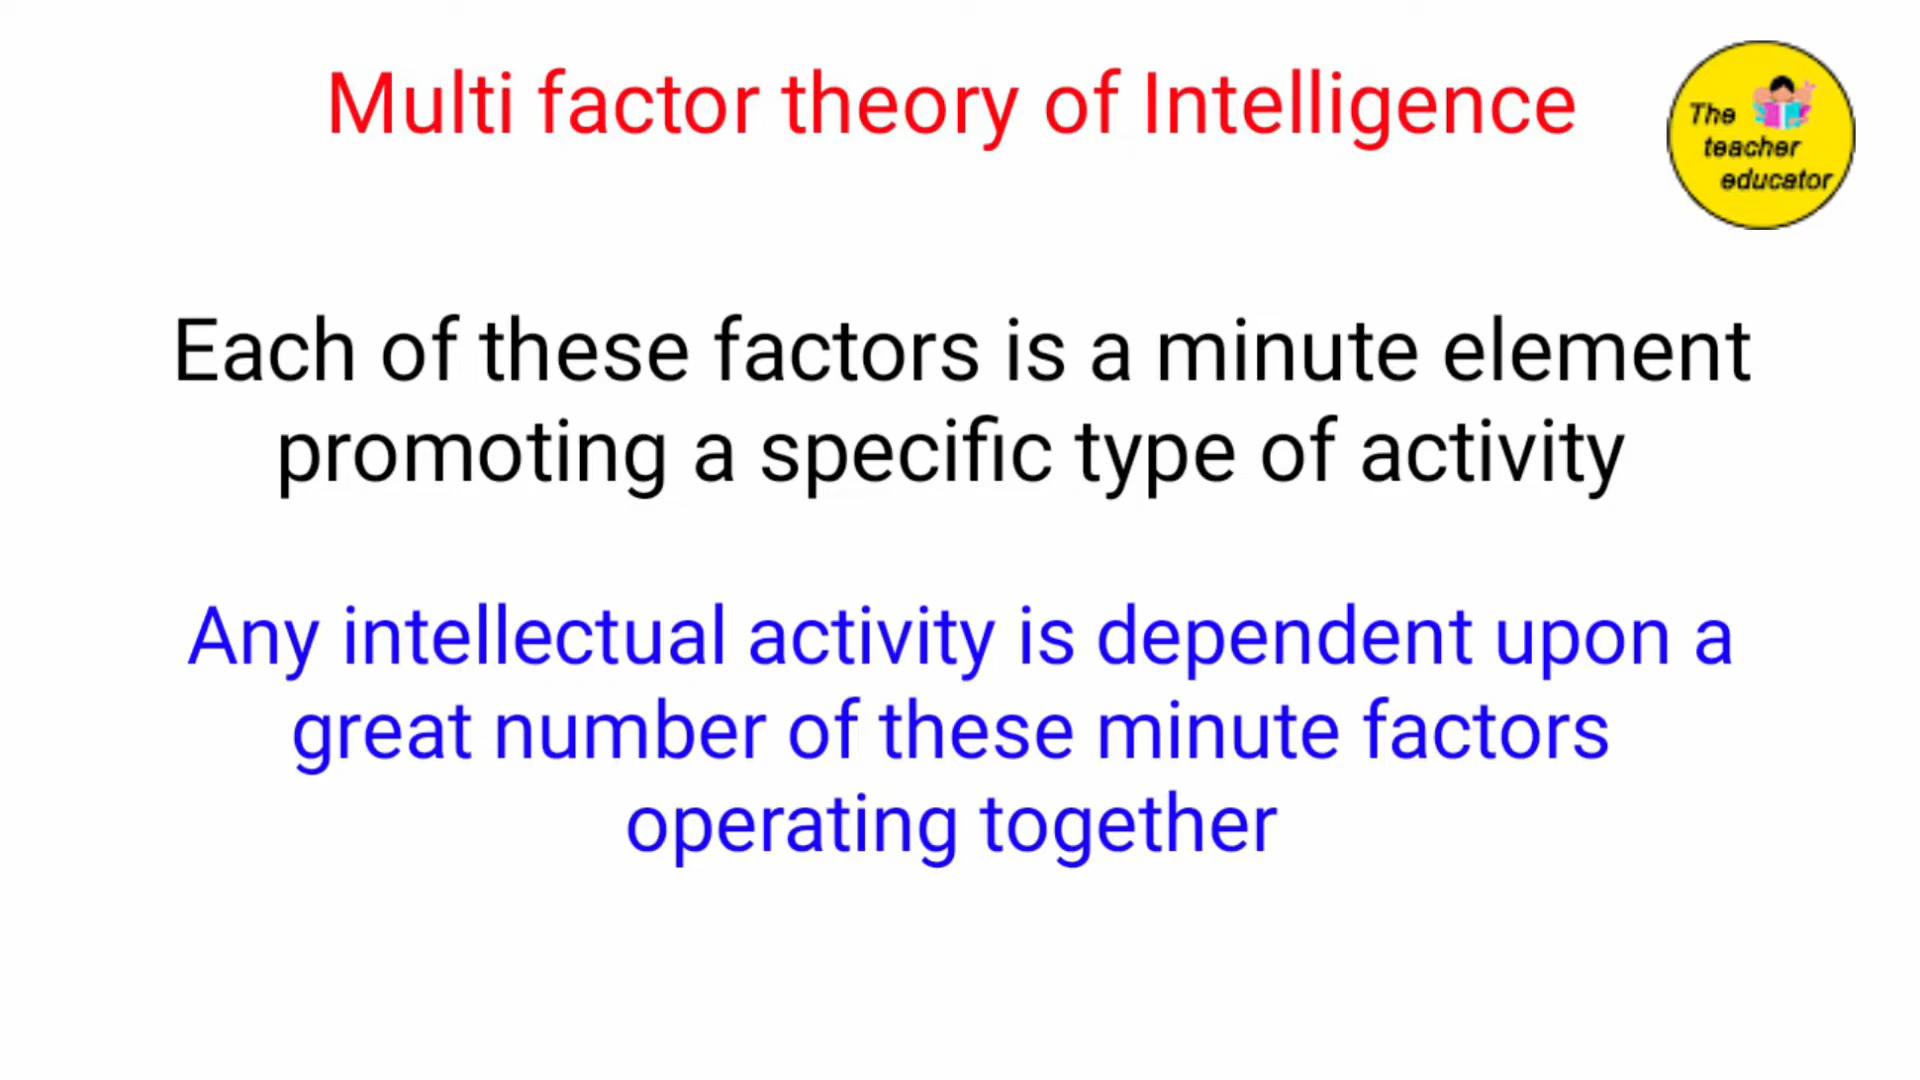 Multi factor theory of Intelligence
The
teacher
educator
Each of these factors is a minute element
promoting a specific type of activity
Any intellectual activity is dependent upon a
great number of these minute factors
operating together